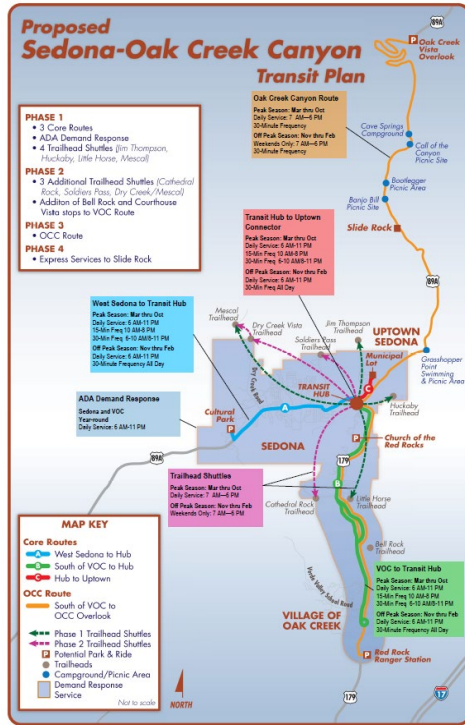 Proposed
Sedona-Oak Creek Canyon
Transit Plan
PHASE 1
• 3 Core Routes
• ADA Demand Response
• 4 Trailhead Shuttles (Jim Thompson,
Huckaby, Little Horse, Mescal)
PHASE 2
• 3 Additional Trailhead Shuttles (Cathedral
Rock, Soldiers Pass, Dry Creek/Mescal)
• Additon of Bell Rock and Courthouse
Vista stops to VOC Route
PHASE 3
• OCC Route
PHASE 4
• Express Services to Slide Rock
89A
P
Oak Creek
Vista
Overlook
Oak Creek Canyon Route
Peak Season: Mar thru Oct
Daily Service: 7 AM—6 PM
30-Minute Frequency
Off Peak Season: Nov thru Feb
Weekends Only: 7 AM—6 PM
30-Minute Frequency
Cave Springs
Campground
Call of the
Canyon
Picnic Site
Bootlegger
Picnic Area
Banjo Bill
Picnic Site
Slide Rock
89A
Transit Hub to Uptown
Connector
Peak Season: Mar thru Oct
Daily Service: 6 AM-11 PM
15-Min Freq 10 AM-8 PM
30-Min Freq 6-10 AM/8-11 PM
Off Peak Season: Nov thru Feb
Daily Service: 6 AM-11 PM
30-Min Freq All Day
West Sedona to Transit Hub
Peak Season: Mar thru Oct
Daily Service: 6 AM-11 PM
15-Min Freq 10 AM-8 PM
30-Min Freq 6-10 AM/8-11 PM
Off Peak Season: Nov thru Feb
Daily Service: 6 AM-11 PM
30-Minute Frequency All Day
Mescal
Trailhead
Dry Creek Vista
Trailhead
Soldiers Pass
Trailhead
Jim Thompson
Trailhead
UPTOWN
SEDONA
Municipal
Lot
P
Grasshopper
Point
Swimming
& Picnic Area
Dry Creek Road
TRANSIT
HUB
C
Huckaby
Trailhead
ADA Demand Response
Sedona and VOC
Year-round
Daily Service: 6 AM-11 PM
Cultural
Park
P
A
SEDONA
P
Church of the
Red Rocks
89A
179
Trailhead Shuttles
Peak Season: Mar thru Oct
Daily Service: 7 AM—6 PM
Off Peak Season: Nov thru Feb
Weekends Only: 7 AM—6 PM
B
Cathedral Rock
Trailhead
Little Horse
Trailhead
Bell Rock
Trailhead
Verde Valley School Road
VOC to Transit Hub
Peak Season: Mar thru Oct
Daily Service: 6 AM-11 PM
15-Min Freq 10 AM-8 PM
30-Min Freq 6-10 AM/8-11 PM
Off Peak Season: Nov thru Feb
Daily Service: 6 AM-11 PM
30-Minute Frequency All Day
VILLAGE OF
OAK CREEK
P
Red Rock
Ranger Station
179
17
MAP KEY
Core Routes
A West Sedona to Hub
B South of VOC to Hub
C Hub to Uptown
OCC Route
South of VOC to
OCC Overlook
Phase 1 Trailhead Shuttles
Phase 2 Trailhead Shuttles
P Potential Park & Ride
Trailheads
Campground/Picnic Area
Demand Response
Service
Not to scale
NORTH